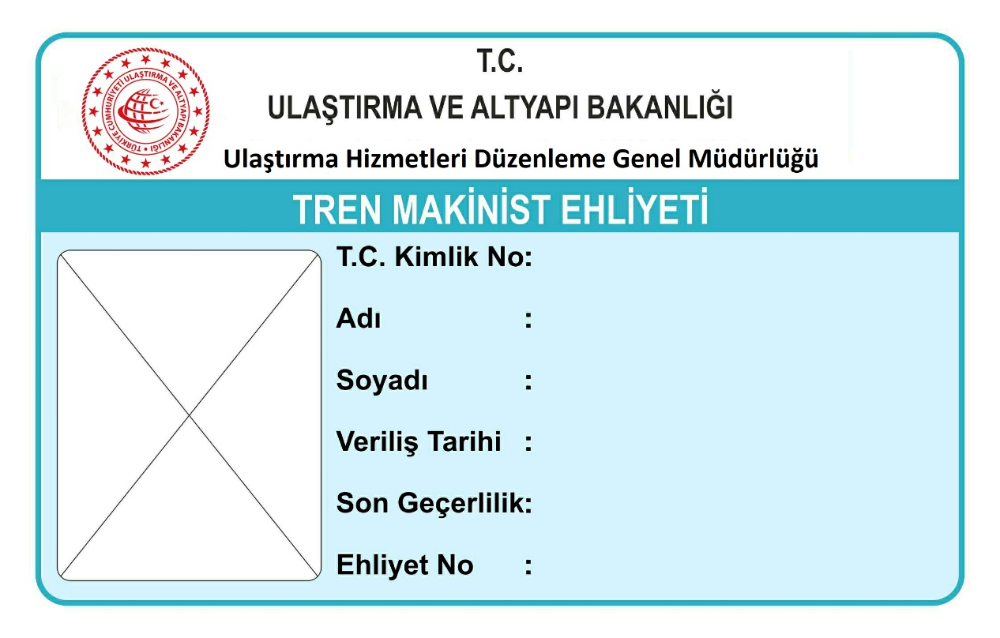 T.C.
ULAŞTIRMA VE ALTYAPI BAKANLIĞI
Ulaştırma Hizmetleri Düzenleme Genel Müdürlüğü
TÜRKİYE CUMHURİYETİ ULAŞTIRMA VE ALTYAPI BAKANLIĞI •
TREN MAKİNİST EHLİYETİ
T.C. Kimlik No:
Adı :
Soyadı :
Veriliş Tarihi :
Son Geçerlilik:
Ehliyet No :